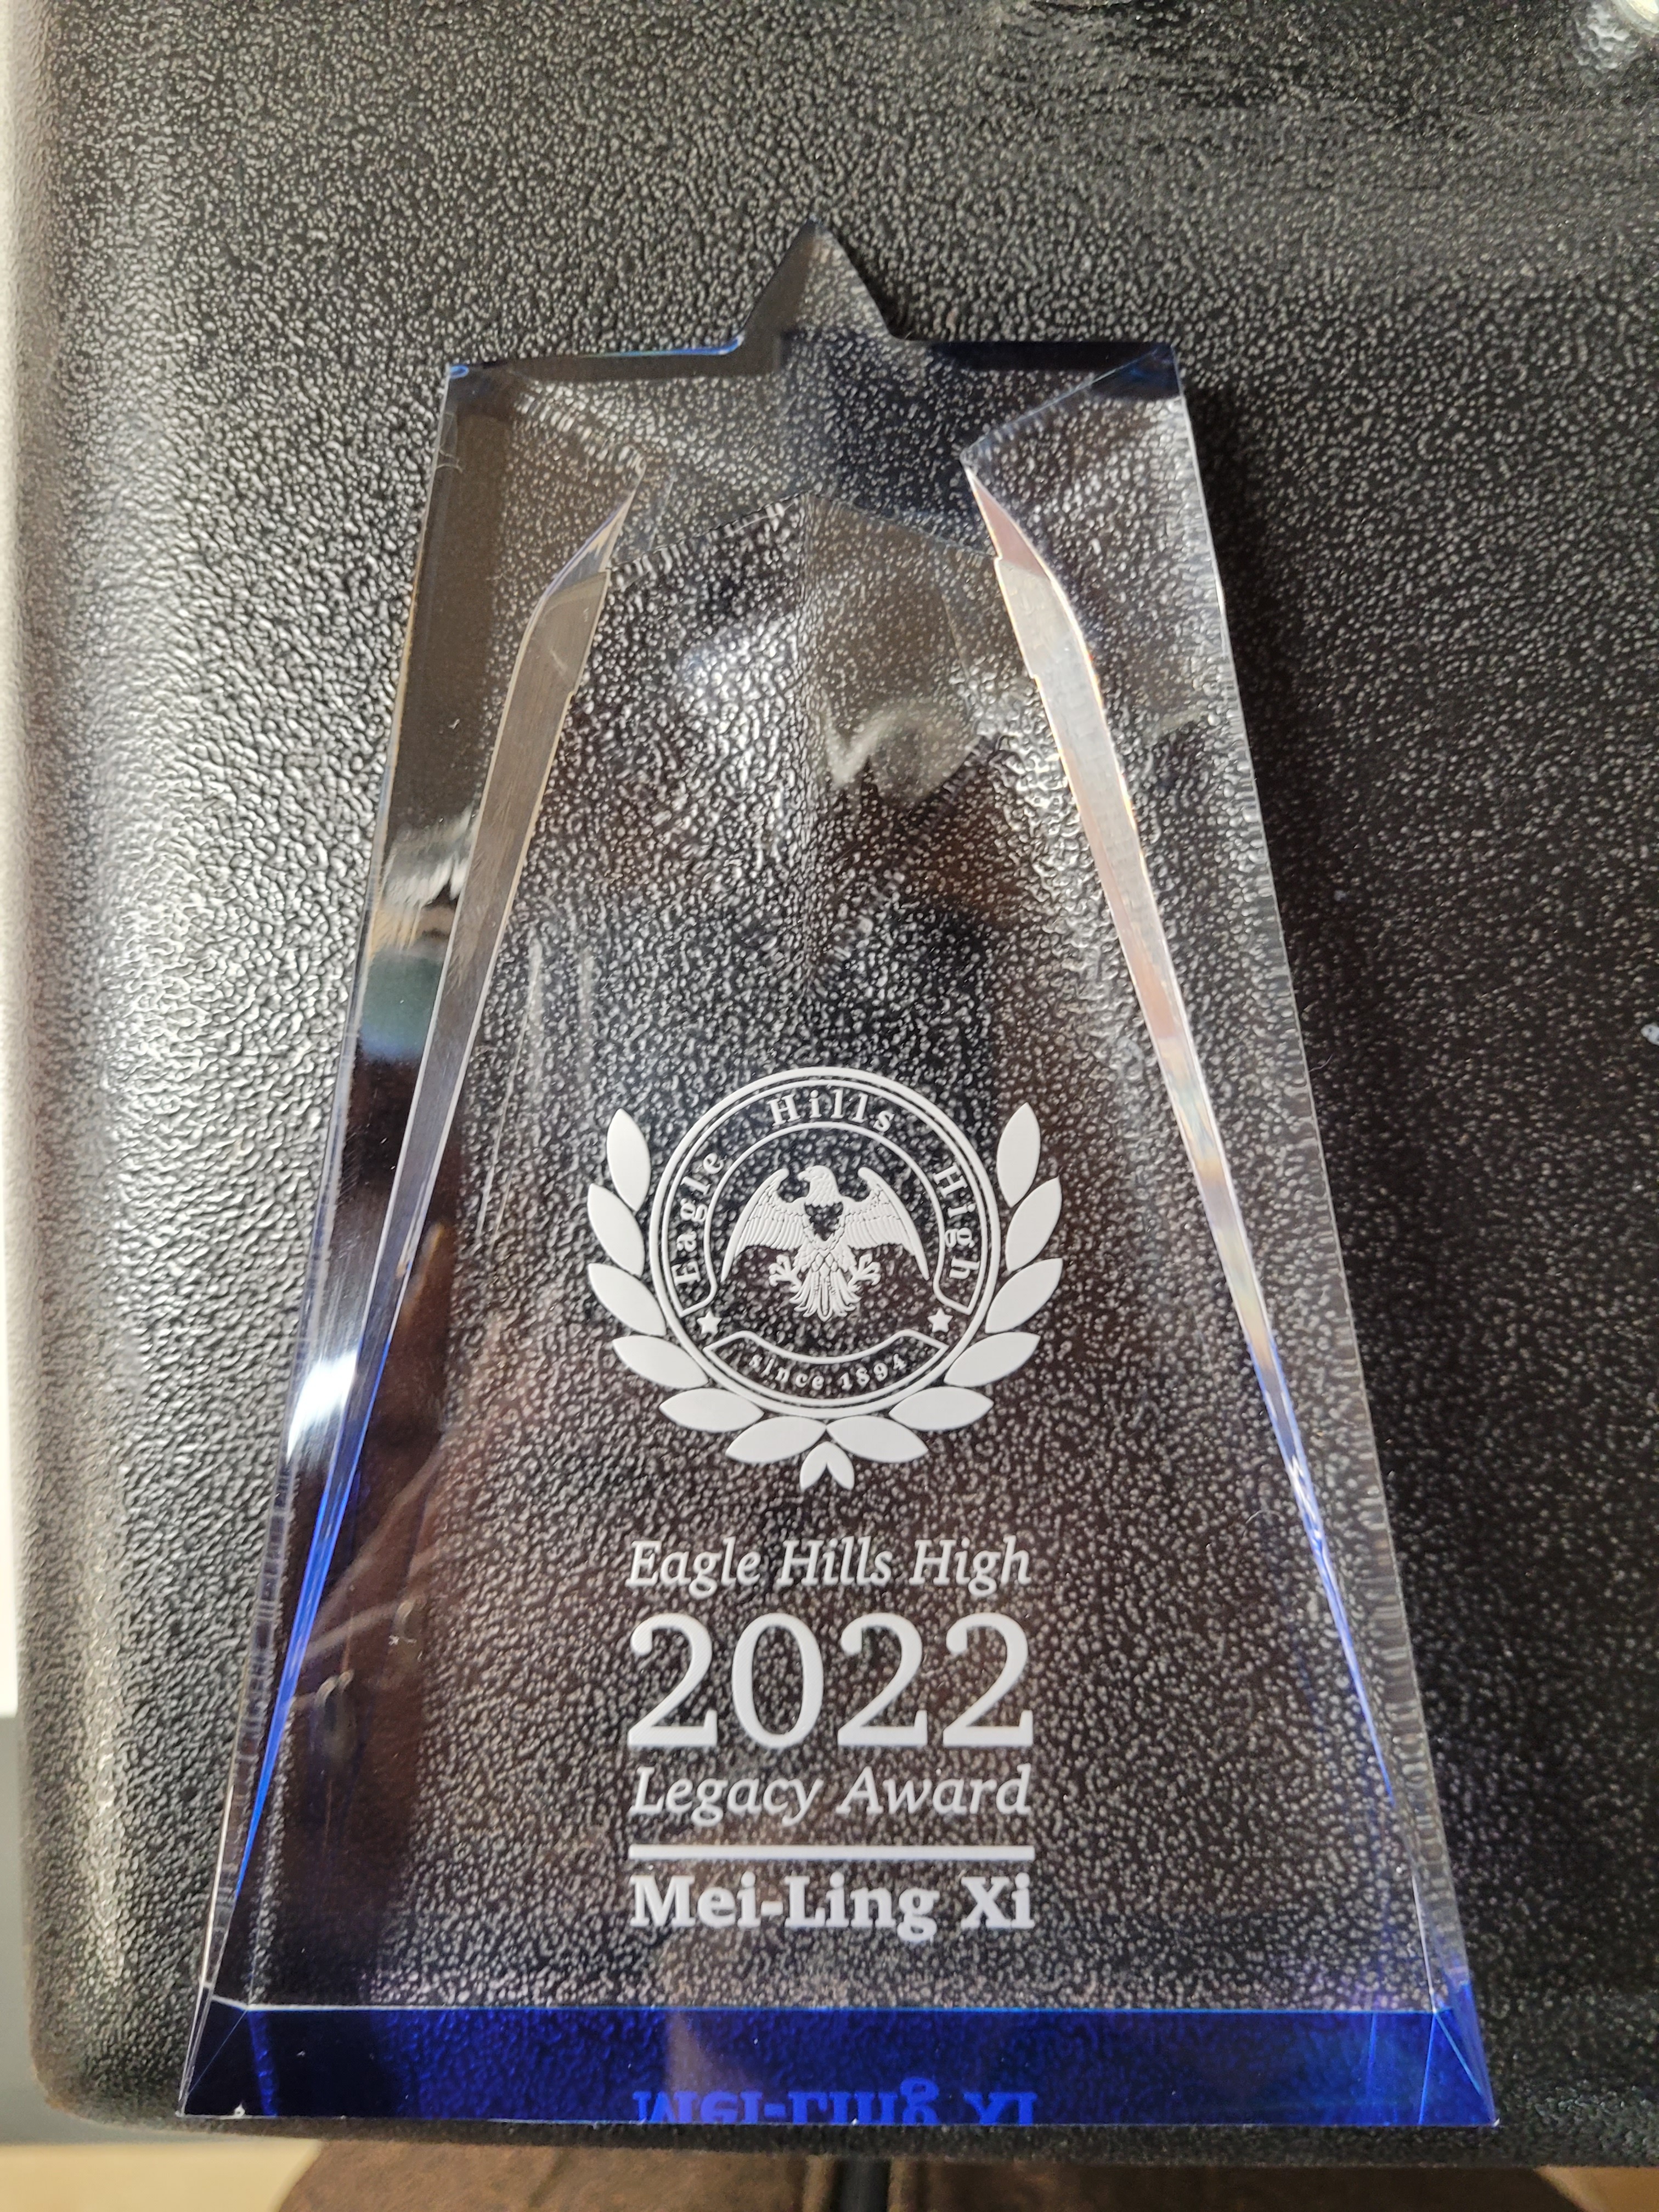 Eagle Hills High
since 1894
Eagle Hills High
2022
Legacy Award
Mei-Ling Xi